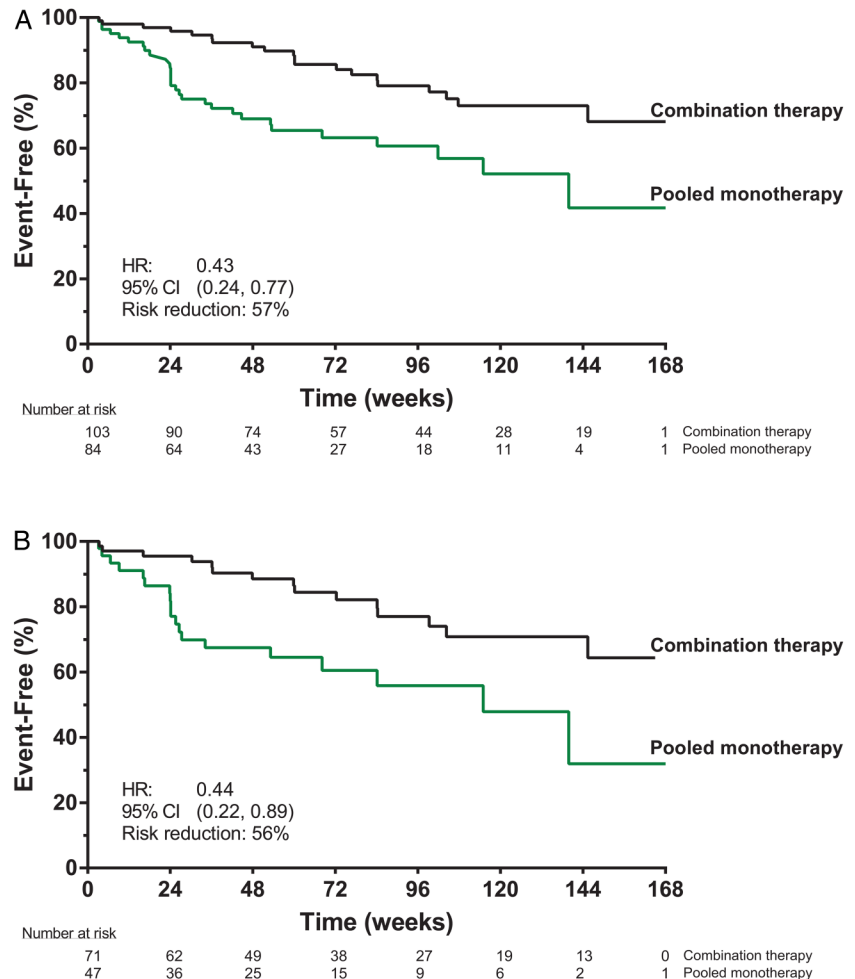 A
Event-Free (%)
100
80
60
40
20
0
Combination therapy
Pooled monotherapy
HR: 0.43
95% CI (0.24, 0.77)
Risk reduction: 57%
0 24 48 72 96 120 144 168
Time (weeks)
Number at risk
103 90 74 57 44 28 19 1 Combination therapy
84 64 43 27 18 11 4 1 Pooled monotherapy
B
Event-Free (%)
100
80
60
40
20
0
Combination therapy
Pooled monotherapy
HR: 0.44
95% CI (0.22, 0.89)
Risk reduction: 56%
0 24 48 72 96 120 144 168
Time (weeks)
Number at risk
71 62 49 38 27 19 13 0 Combination therapy
47 36 25 15 9 6 2 1 Pooled monotherapy